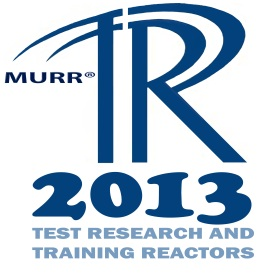 MURR®
TR
2013
TEST RESEARCH AND
TRAINING REACTORS